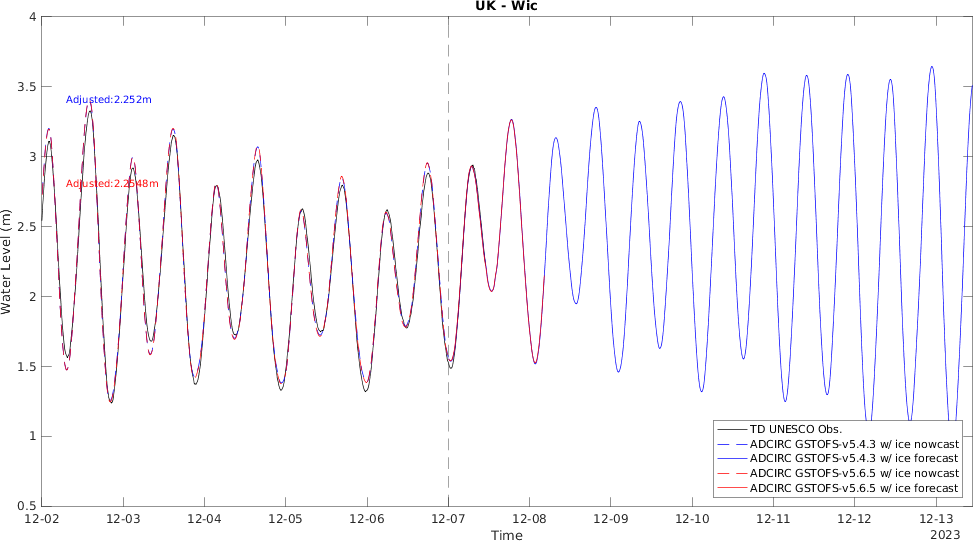 UK - Wic
4
3.5
3
2.5
2
1.5
1
0.5
Water Level (m)
Adjusted:2.252m
Adjusted:2.2548m
TD UNESCO Obs.
ADCIRC GSTOFS-v5.4.3 w/ ice nowcast
ADCIRC GSTOFS-v5.4.3 w/ ice forecast
ADCIRC GSTOFS-v5.6.5 w/ ice nowcast
ADCIRC GSTOFS-v5.6.5 w/ ice forecast
12-02 12-03 12-04 12-05 12-06 12-07 12-08 12-09 12-10 12-11 12-12 12-13
Time
2023